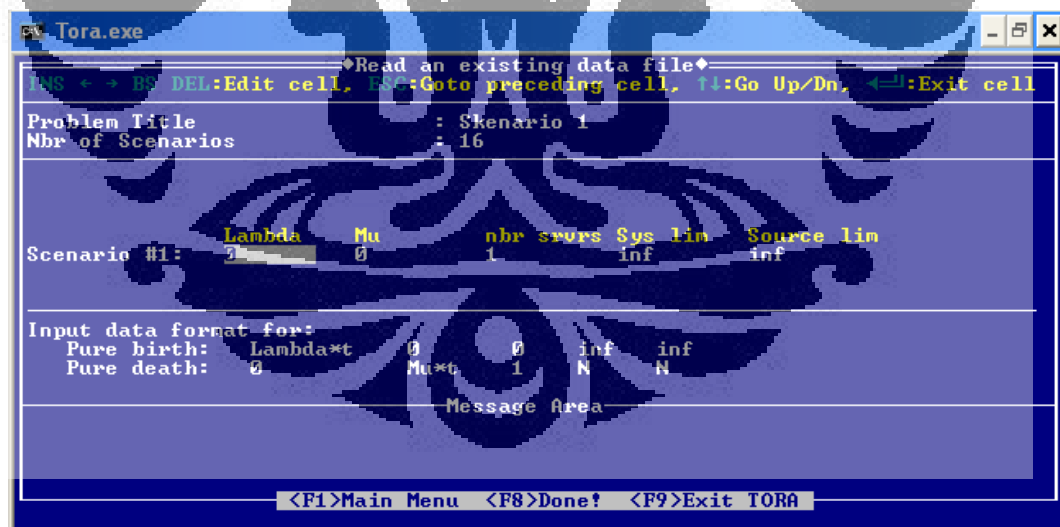 Tora.exe
Read an existing data file
INS ← → BS DEL:Edit cell, ESC:Goto preceding cell, ↑↓:Go Up/Dn, ◄─┘:Exit cell
Problem Title : Skenario 1
Nbr of Scenarios : 16
Lambda Mu nbr srvrs Sys lim Source lim
Scenario #1: 0 0 1 inf inf
Input data format for:
Pure birth: Lambda*t 0 0 inf inf
Pure death: 0 Mu*t 1 N N
Message Area
<F1>Main Menu <F8>Done! <F9>Exit TORA